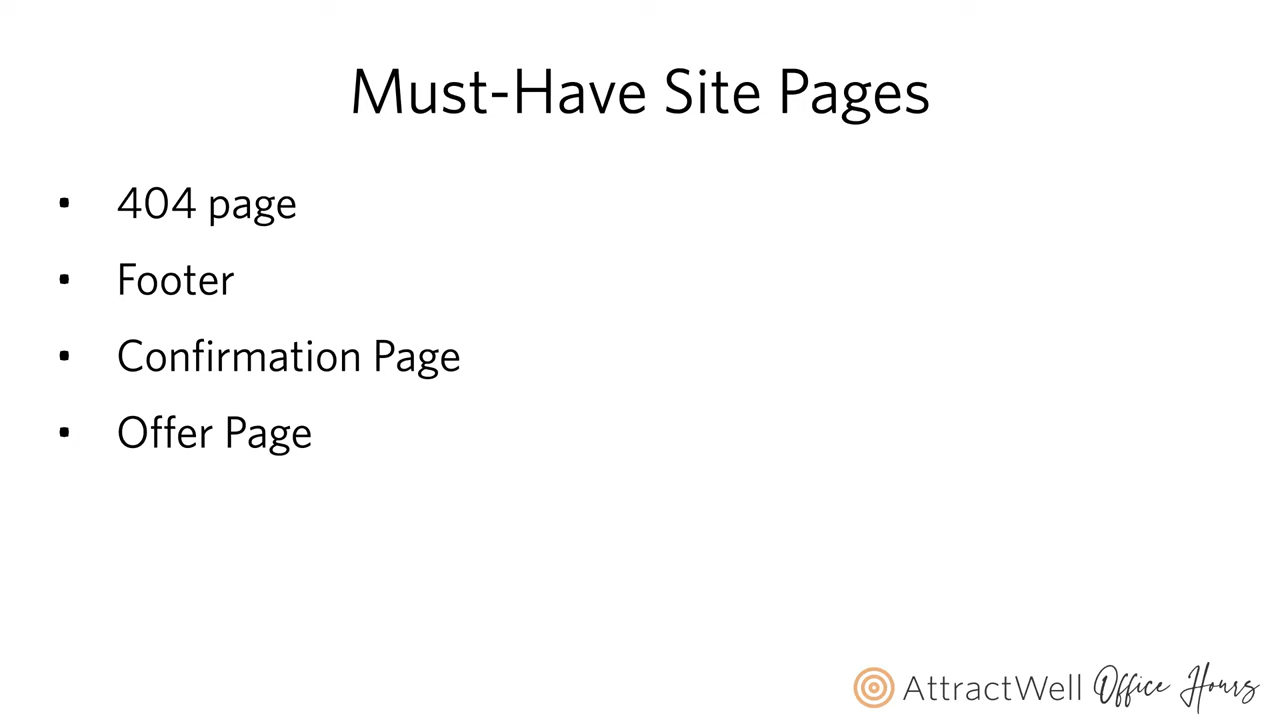 Must-Have Site Pages
• 404 page
• Footer
• Confirmation Page
• Offer Page
AttractWell Office Hours